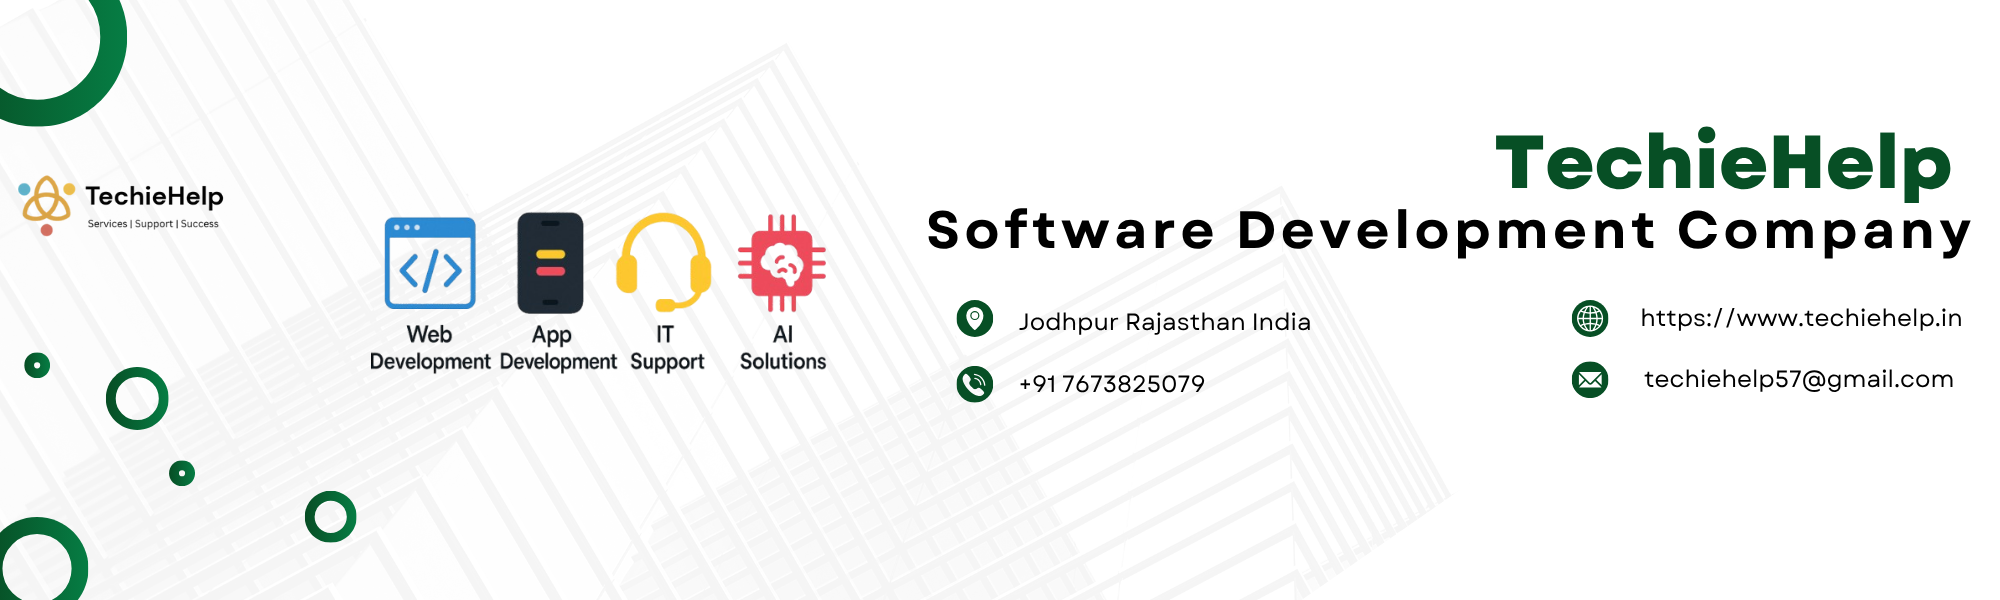 TechieHelp
Services | Support | Success
Web
Development
App
Development
IT
Support
AI
Solutions
TechieHelp
Software Development Company
Jodhpur Rajasthan India
+91 7673825079
https://www.techiehelp.in
techiehelp57@gmail.com